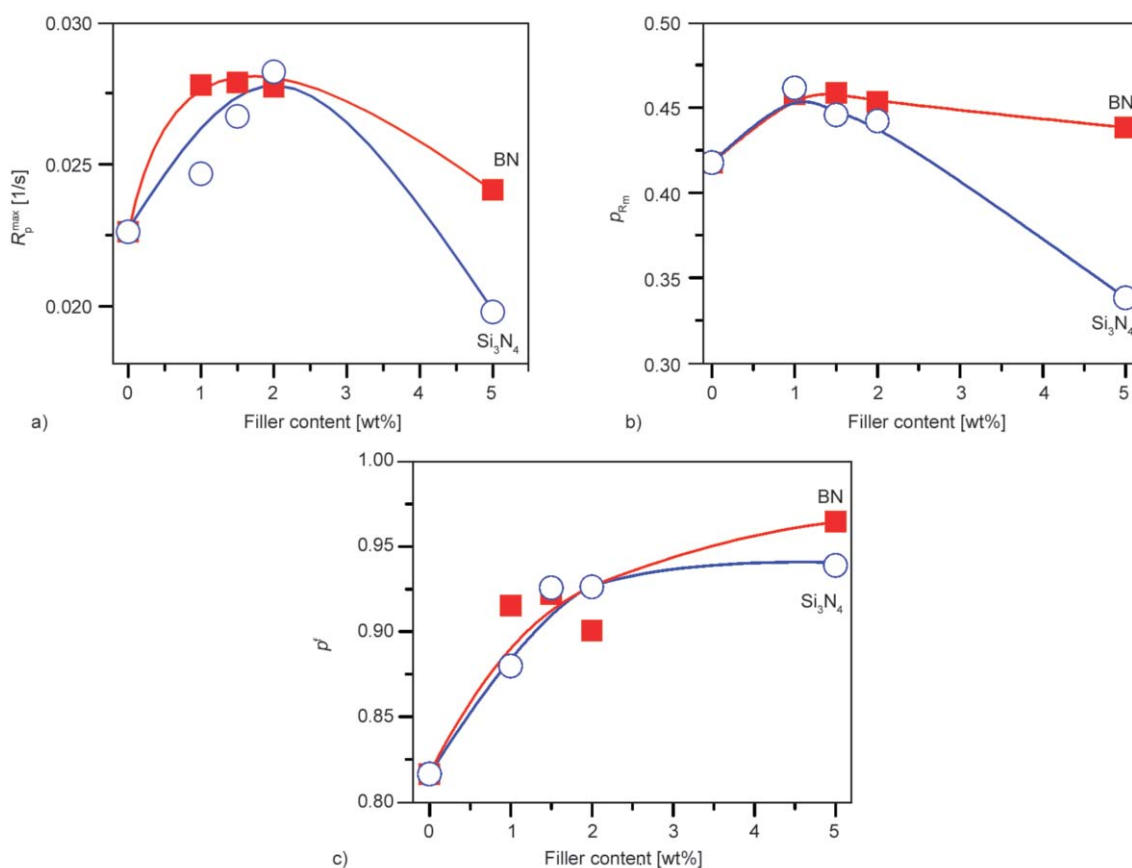 0.030
0.025
0.020
R_p^max [1/s]
BN
Si₃N₄
0 1 2 3 4 5
a) Filler content [wt%]
0.50
0.45
0.40
0.35
0.30
p_Rm
BN
Si₃N₄
0 1 2 3 4 5
b) Filler content [wt%]
1.00
0.95
0.90
0.85
0.80
p^f
BN
Si₃N₄
0 1 2 3 4 5
c) Filler content [wt%]